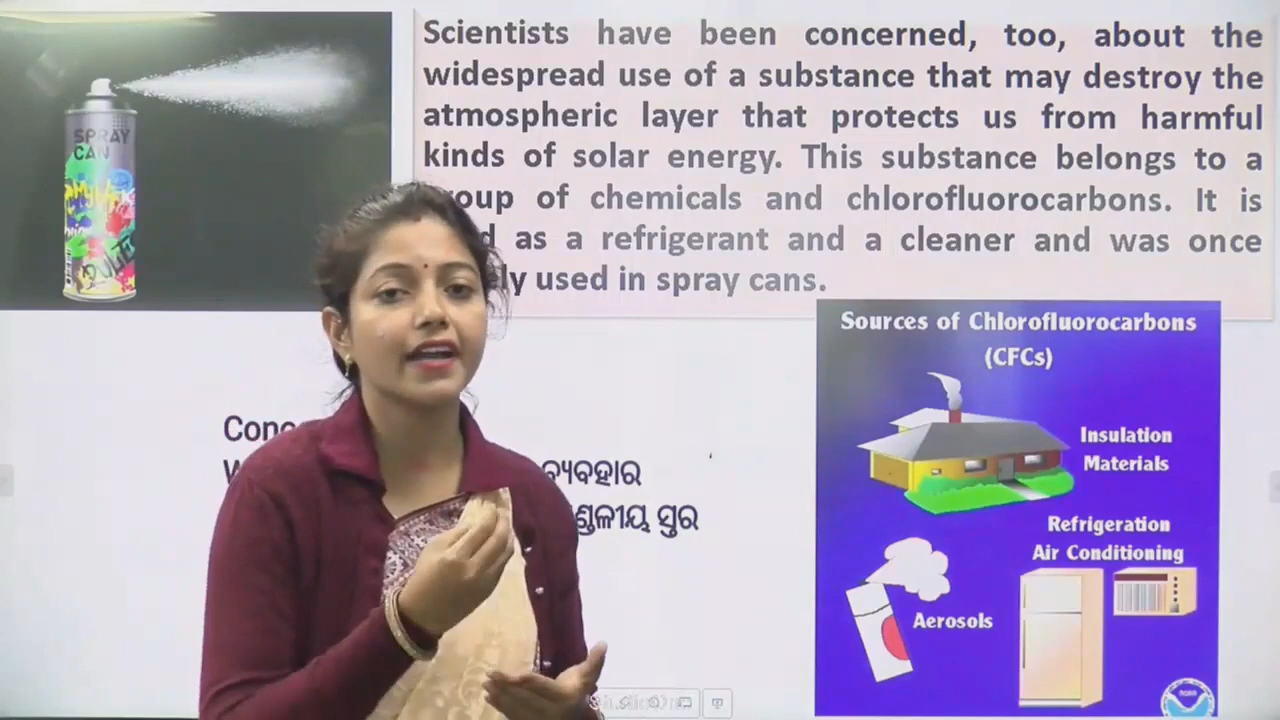 SPRAY
CAN
Scientists have been concerned, too, about the
widespread use of a substance that may destroy the
atmospheric layer that protects us from harmful
kinds of solar energy. This substance belongs to a
of chemicals and chlorofluorocarbons. It is
as a refrigerant and a cleaner and was once
used in spray cans.
Sources of Chlorofluorocarbons
(CFCs)
Insulation
Materials
Refrigeration
Air Conditioning
Aerosols
ବ୍ୟବହାର
ସ୍ତର